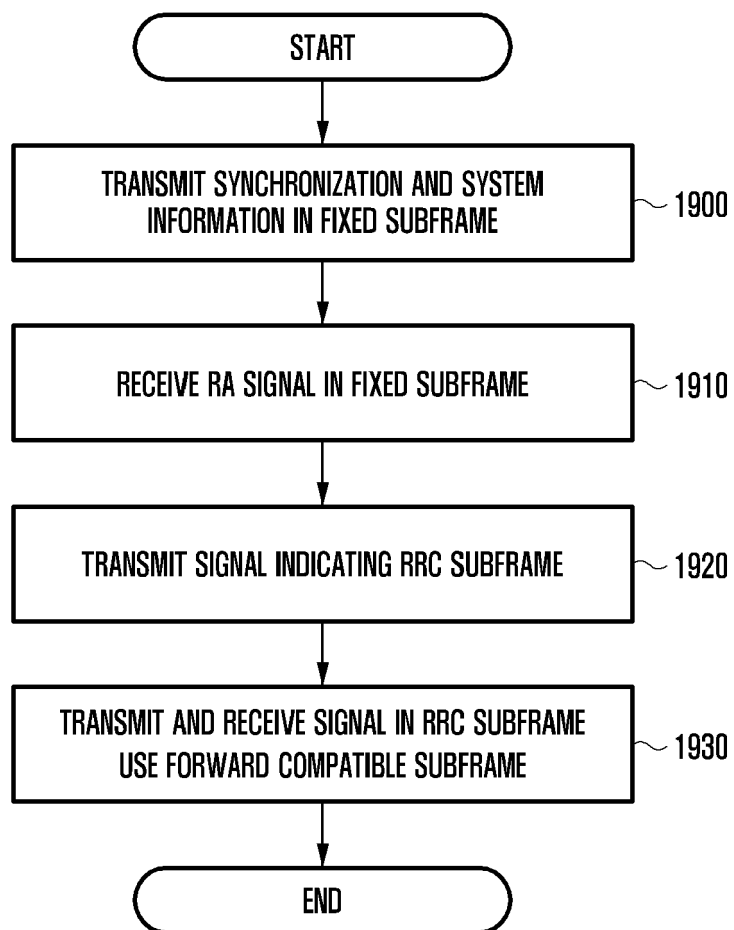 START
TRANSMIT SYNCHRONIZATION AND SYSTEM
INFORMATION IN FIXED SUBFRAME
1900
RECEIVE RA SIGNAL IN FIXED SUBFRAME
1910
TRANSMIT SIGNAL INDICATING RRC SUBFRAME
1920
TRANSMIT AND RECEIVE SIGNAL IN RRC SUBFRAME
USE FORWARD COMPATIBLE SUBFRAME
1930
END